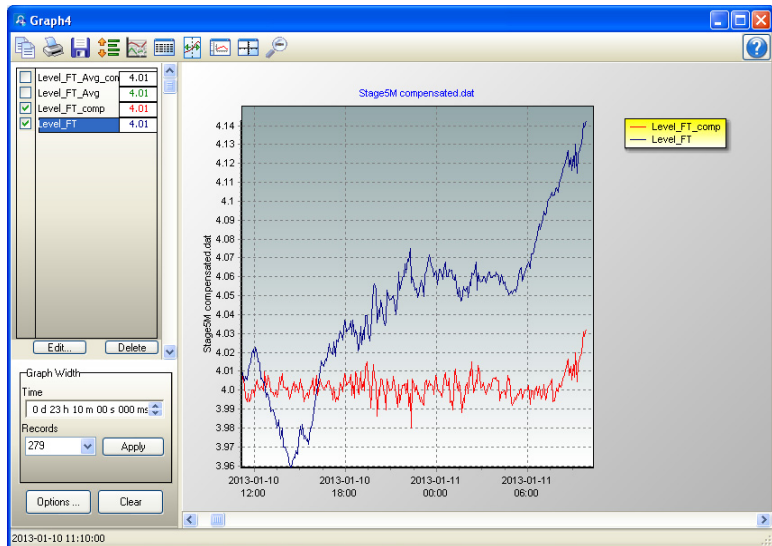 Graph4
Level_FT_Avg_con 4.01
Level_FT_Avg 4.01
Level_FT_comp 4.01
Level_FT 4.01
Edit... Delete
Graph Width
Time
0 d 23 h 10 m 00 s 000 ms
Records
279 Apply
Options ... Clear
Stage5M compensated.dat
Stage5M compensated.dat
4.14
4.13
4.12
4.11
4.1
4.09
4.08
4.07
4.06
4.05
4.04
4.03
4.02
4.01
4.0
3.99
3.98
3.97
3.96
2013-01-10 2013-01-10 2013-01-11 2013-01-11
12:00 18:00 00:00 06:00
Level_FT_comp
Level_FT
2013-01-10 11:10:00